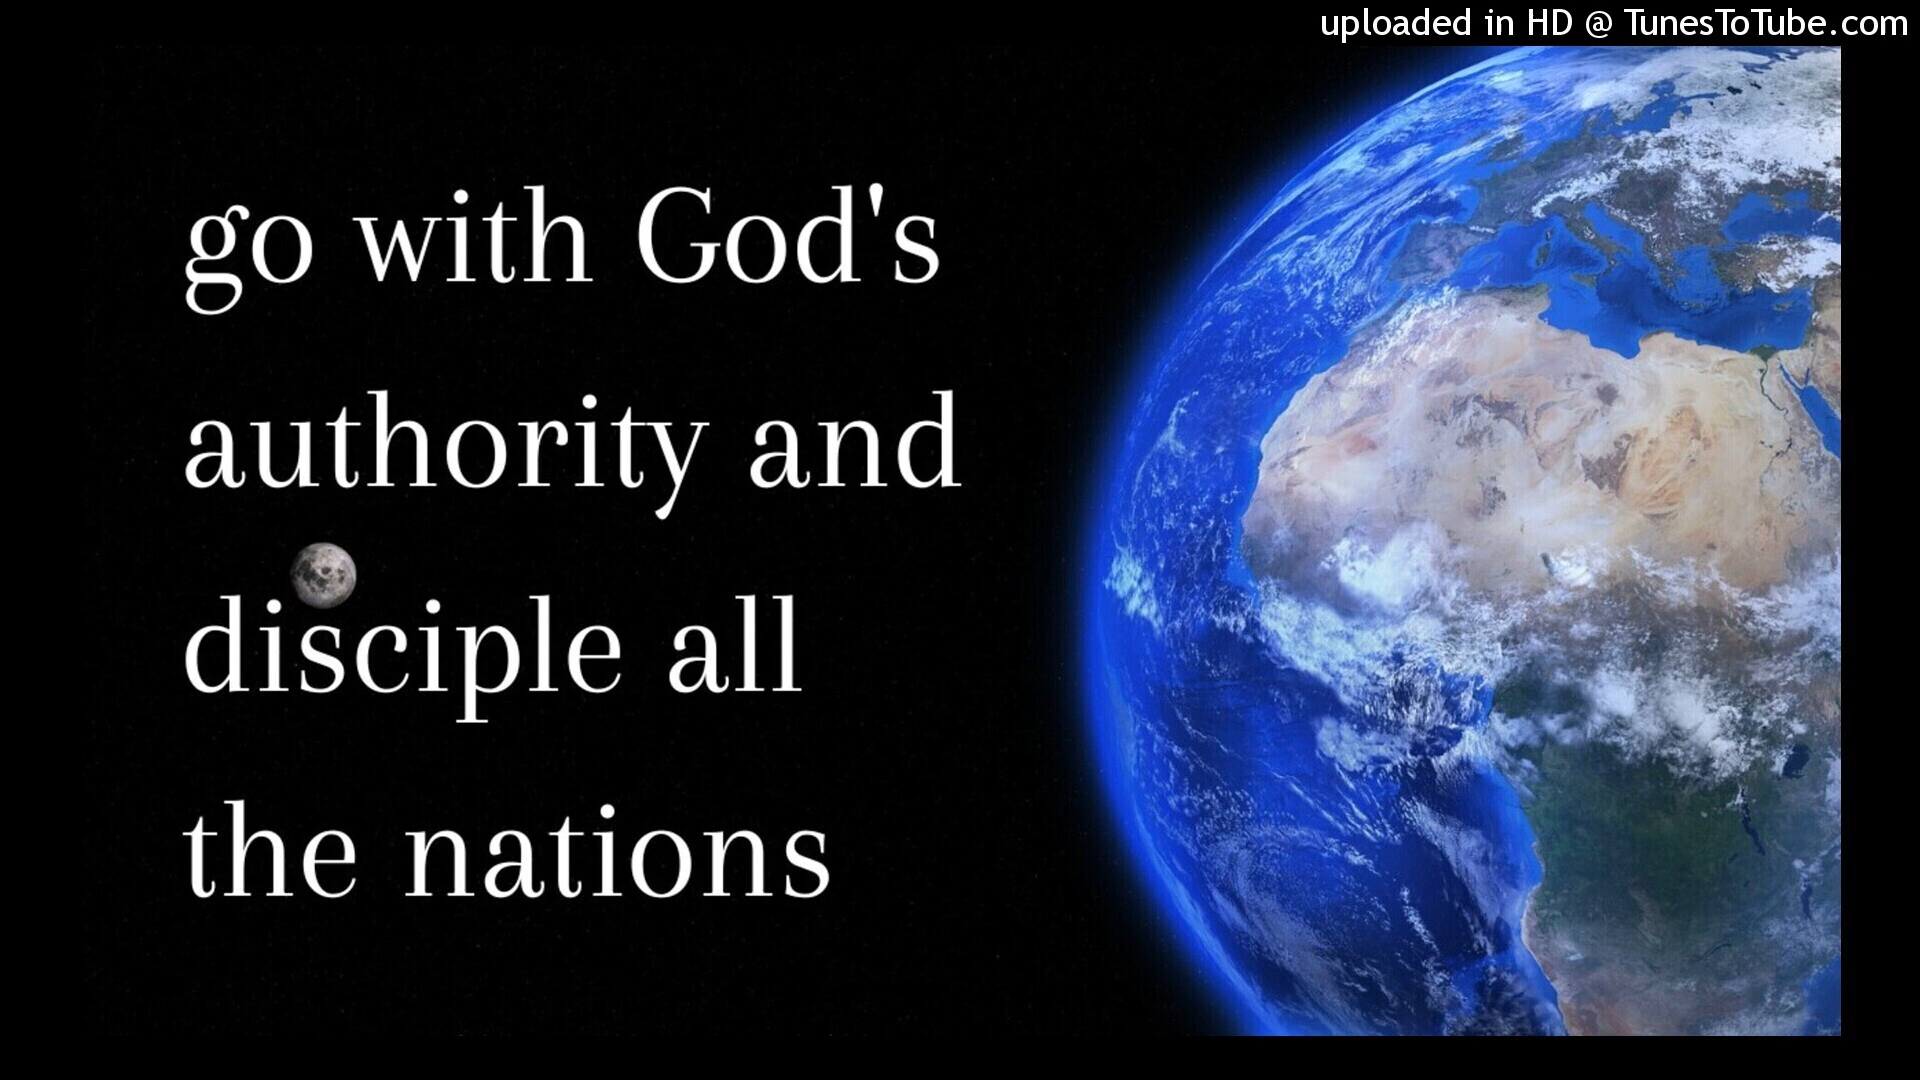 uploaded in HD @ TunesToTube.com
go with God's
authority and
disciple all
the nations